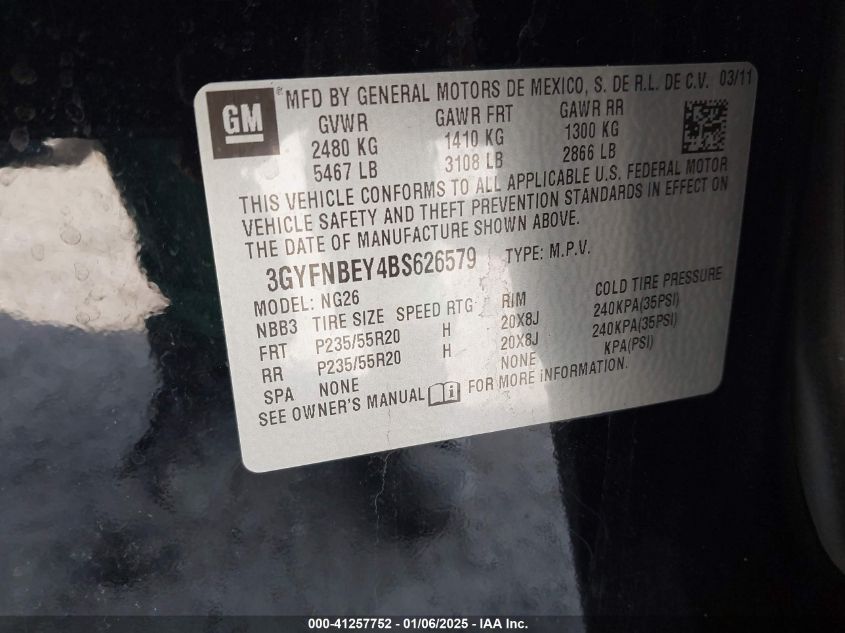 GM
® MFD BY GENERAL MOTORS DE MEXICO, S. DE R.L. DE C.V. 03/11
GVWR GAWR FRT GAWR RR
2480 KG 1410 KG 1300 KG
5467 LB 3108 LB 2866 LB
THIS VEHICLE CONFORMS TO ALL APPLICABLE U.S. FEDERAL MOTOR
VEHICLE SAFETY AND THEFT PREVENTION STANDARDS IN EFFECT ON
THE DATE OF MANUFACTURE SHOWN ABOVE.
3GYFNBEY4BS626579 TYPE: M.P.V.
MODEL: NG26
NBB3 TIRE SIZE SPEED RTG RIM COLD TIRE PRESSURE
FRT P235/55R20 H 20X8J 240KPA(35PSI)
RR P235/55R20 H 20X8J 240KPA(35PSI)
SPA NONE NONE KPA(PSI)
SEE OWNER'S MANUAL FOR MORE INFORMATION.
000-41257752 - 01/06/2025 - IAA Inc.